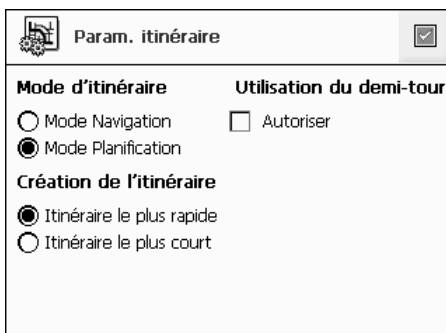 Param. itinéraire
Mode d'itinéraire
Mode Navigation
Mode Planification
Utilisation du demi-tour
Autoriser
Création de l'itinéraire
Itinéraire le plus rapide
Itinéraire le plus court